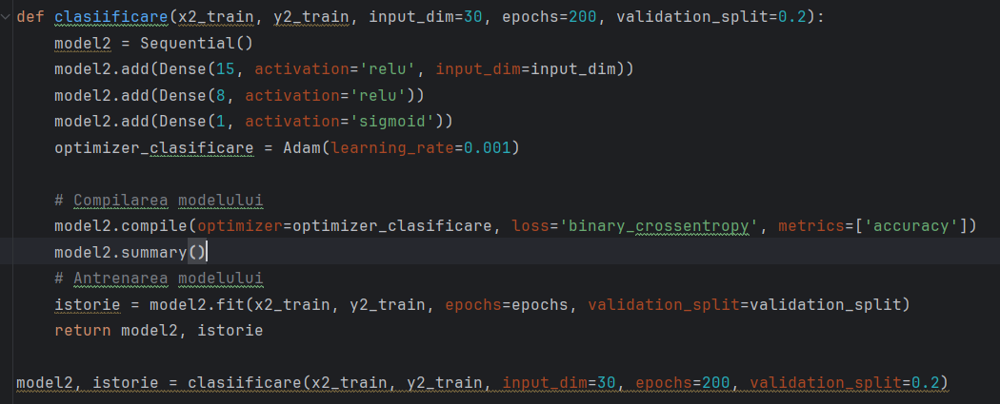 def clasiificare(x2_train, y2_train, input_dim=30, epochs=200, validation_split=0.2):
    model2 = Sequential()
    model2.add(Dense(15, activation='relu', input_dim=input_dim))
    model2.add(Dense(8, activation='relu'))
    model2.add(Dense(1, activation='sigmoid'))
    optimizer_clasificare = Adam(learning_rate=0.001)
    # Compilarea modelului
    model2.compile(optimizer=optimizer_clasificare, loss='binary_crossentropy', metrics=['accuracy'])
    model2.summary()
    # Antrenarea modelului
    istorie = model2.fit(x2_train, y2_train, epochs=epochs, validation_split=validation_split)
    return model2, istorie
model2, istorie = clasiificare(x2_train, y2_train, input_dim=30, epochs=200, validation_split=0.2)